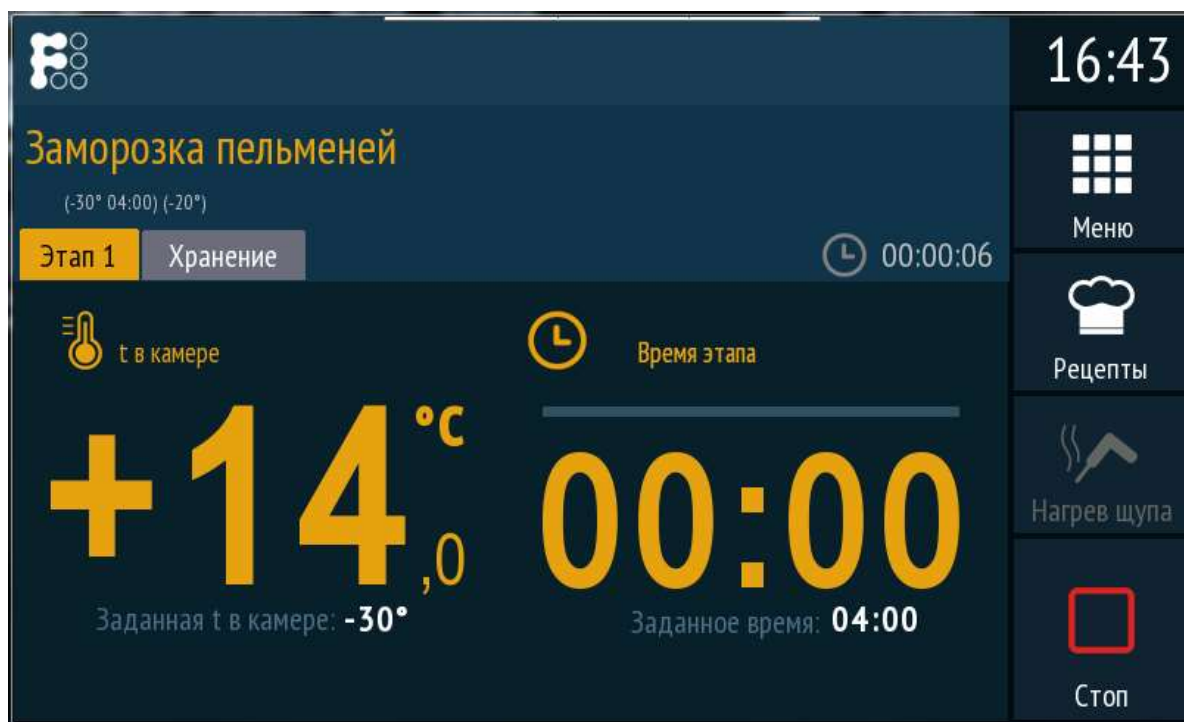 16:43
Заморозка пельменей
(-30° 04:00) (-20°)
Этап 1 Хранение 00:00:06
t в камере Время этапа
+14,0 °C 00:00
Заданная t в камере: -30° Заданное время: 04:00
Меню
Рецепты
Нагрев щупа
Стоп